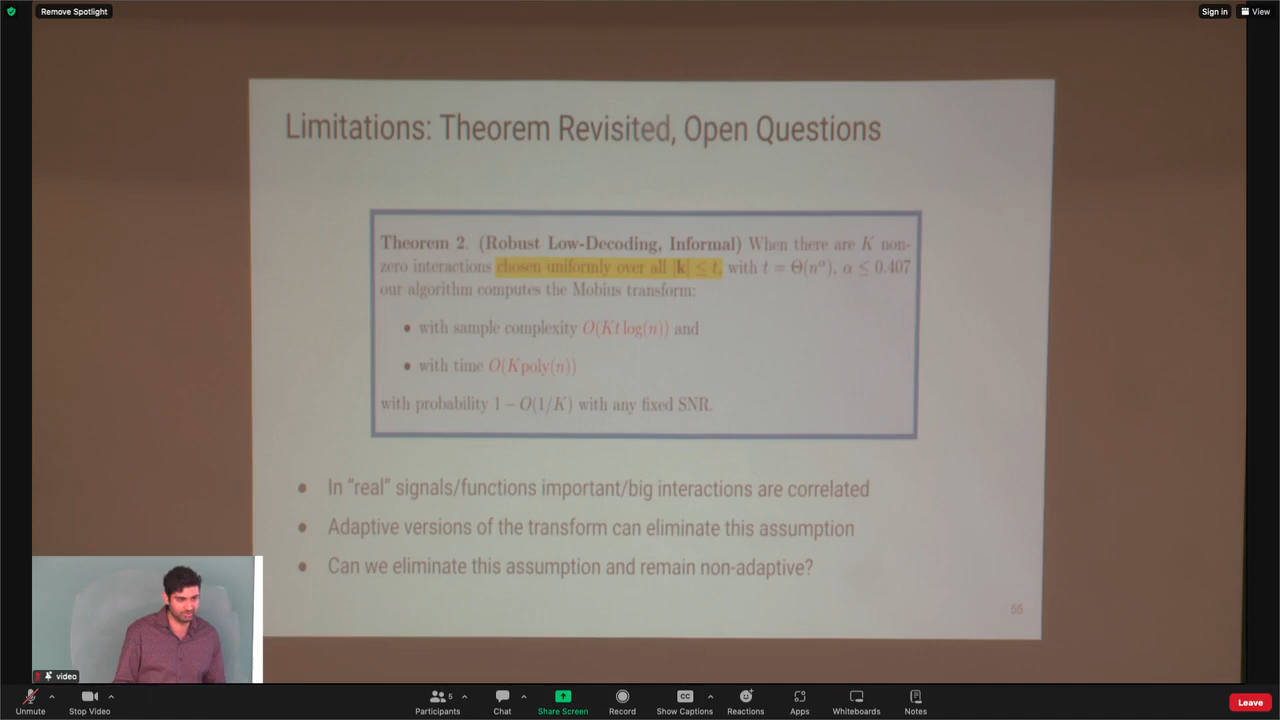 Remove Spotlight
Sign in
View
Limitations: Theorem Revisited, Open Questions
Theorem 2. (Robust Low-Decoding, Informal) When there are K non-
zero interactions chosen uniformly over all |k| ≤ t, with t = Θ(n^α), α ≤ 0.407
our algorithm computes the Mobius transform:
• with sample complexity O(Kt log(n)) and
• with time O(Kpoly(n))
with probability 1 − O(1/K) with any fixed SNR.
● In "real" signals/functions important/big interactions are correlated
● Adaptive versions of the transform can eliminate this assumption
● Can we eliminate this assumption and remain non-adaptive?
55
video
Unmute
Stop Video
Participants
5
Chat
Share Screen
Record
CC
Show Captions
Reactions
Apps
Whiteboards
Notes
Leave